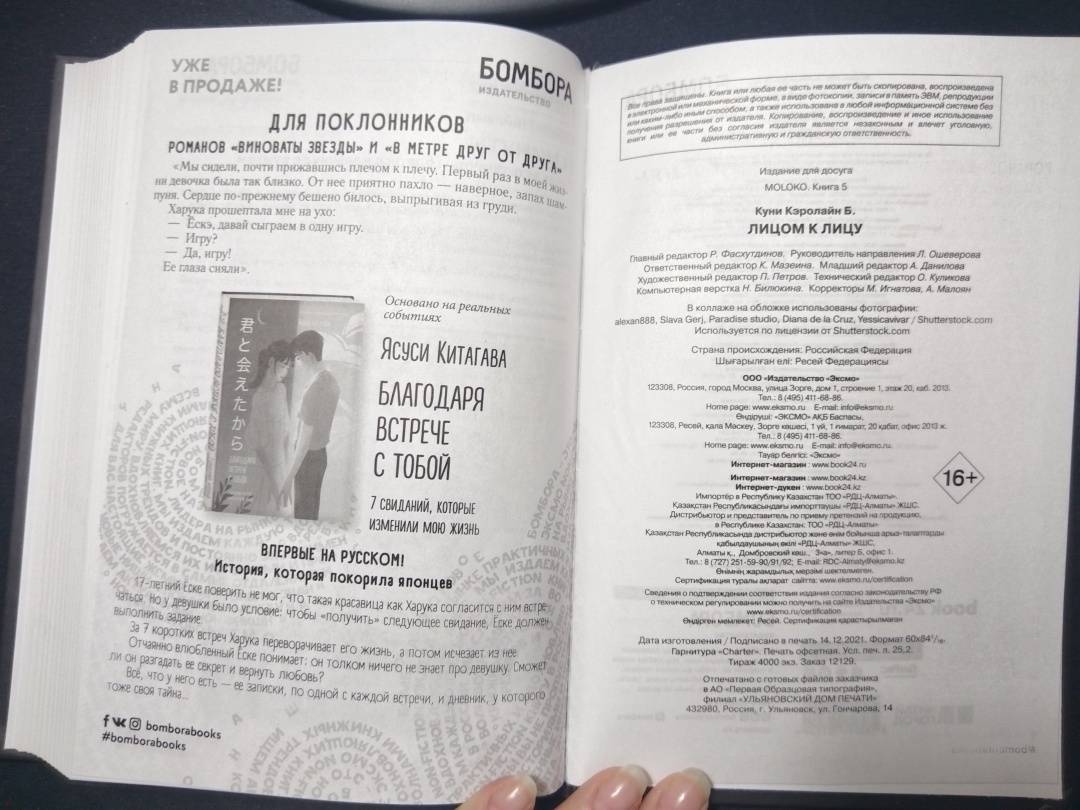 УЖЕ
В ПРОДАЖЕ!
БОМБОРА
ИЗДАТЕЛЬСТВО
ДЛЯ ПОКЛОННИКОВ
РОМАНОВ «ВИНОВАТЫ ЗВЕЗДЫ» И «В МЕТРЕ ДРУГ ОТ ДРУГА»
«Мы сидели, почти прижавшись плечом к плечу. Первый раз в моей жиз-
ни девочка была так близко. От нее приятно пахло — наверное, запах шам-
пуня. Сердце по-прежнему бешено билось, выпрыгивая из груди.
Харука прошептала мне на ухо:
— Ёскэ, давай сыграем в одну игру.
— Игру?
— Да, игру!
Ее глаза сияли».
君と会えたから
Основано на реальных
событиях
ЯСУСИ КИТАГАВА
БЛАГОДАРЯ
ВСТРЕЧЕ
С ТОБОЙ
7 СВИДАНИЙ, КОТОРЫЕ
ИЗМЕНИЛИ МОЮ ЖИЗНЬ
ВПЕРВЫЕ НА РУССКОМ!
История, которая покорила японцев
17-летний Ёске поверить не мог, что такая красавица как Харука согласится с ним встре-
чаться. Но у девушки было условие: чтобы «получить» следующее свидание, Ёске должен
выполнить задание.
За 7 коротких встреч Харука переворачивает его жизнь, а потом исчезает из нее.
Отчаянно влюбленный Ёске понимает: он толком ничего не знает про девушку. Сможет
ли он разгадать ее секрет и вернуть любовь?
Всё, что у него есть — ее записки, по одной с каждой встречи, и дневник, у которого
тоже своя тайна...
bomborabooks
#bomborabooks
Все права защищены. Книга или любая ее часть не может быть скопирована, воспроизведена
в электронной или механической форме, в виде фотокопии, записи в память ЭВМ, репродукции
или каким-либо иным способом, а также использована в любой информационной системе без
получения разрешения от издателя. Копирование, воспроизведение и иное использование
книги или ее части без согласия издателя является незаконным и влечет уголовную,
административную и гражданскую ответственность.
Издание для досуга
MOLOKO. Книга 5
Куни Кэролайн Б.
ЛИЦОМ К ЛИЦУ
Главный редактор Р. Фасхутдинов. Руководитель направления Л. Ошеверова
Ответственный редактор К. Мазеина. Младший редактор А. Данилова
Художественный редактор П. Петров. Технический редактор О. Куликова
Компьютерная верстка Н. Билюкина. Корректоры М. Игнатова, А. Малоян
В коллаже на обложке использованы фотографии:
alexan888, Slava Gerj, Paradise studio, Diana de la Cruz, Yessicavivar / Shutterstock.com
Используется по лицензии от Shutterstock.com
Страна происхождения: Российская Федерация
Шығарылған елі: Ресей Федерациясы
ООО «Издательство «Эксмо»
123308, Россия, город Москва, улица Зорге, дом 1, строение 1, этаж 20, каб. 2013.
Тел.: 8 (495) 411-68-86.
Home page: www.eksmo.ru E-mail: info@eksmo.ru
Өндіруші: «ЭКСМО» АҚБ Баспасы,
123308, Ресей, қала Мәскеу, Зорге көшесі, 1 үй, 1 ғимарат, 20 қабат, офис 2013 ж.
Тел.: 8 (495) 411-68-86.
Home page: www.eksmo.ru E-mail: info@eksmo.ru.
Тауар белгісі: «Эксмо»
Интернет-магазин : www.book24.ru
Интернет-магазин : www.book24.kz
Интернет-дүкен : www.book24.kz
Импортёр в Республику Казахстан ТОО «РДЦ-Алматы».
Қазақстан Республикасындағы импорттаушы «РДЦ-Алматы» ЖШС.
Дистрибьютор и представитель по приему претензий на продукцию,
в Республике Казахстан: ТОО «РДЦ-Алматы»
Қазақстан Республикасында дистрибьютор және өнім бойынша арыз-талаптарды
қабылдаушының өкілі «РДЦ-Алматы» ЖШС,
Алматы қ., Домбровский көш., 3«а», литер Б, офис 1.
Тел.: 8 (727) 251-59-90/91/92; E-mail: RDC-Almaty@eksmo.kz
Өнімнің жарамдылық мерзімі шектелмеген.
Сертификация туралы ақпарат сайтта: www.eksmo.ru/certification
16+
Сведения о подтверждении соответствия издания согласно законодательству РФ
о техническом регулировании можно получить на сайте Издательства «Эксмо»
www.eksmo.ru/certification
Өндірген мемлекет: Ресей. Сертификация қарастырылмаған
Дата изготовления / Подписано в печать 14.12.2021. Формат 60x84 1/16.
Гарнитура «Charter». Печать офсетная. Усл. печ. л. 25,2.
Тираж 4000 экз. Заказ 12129.
Отпечатано с готовых файлов заказчика
в АО «Первая Образцовая типография»,
филиал «УЛЬЯНОВСКИЙ ДОМ ПЕЧАТИ»
432980, Россия, г. Ульяновск, ул. Гончарова, 14